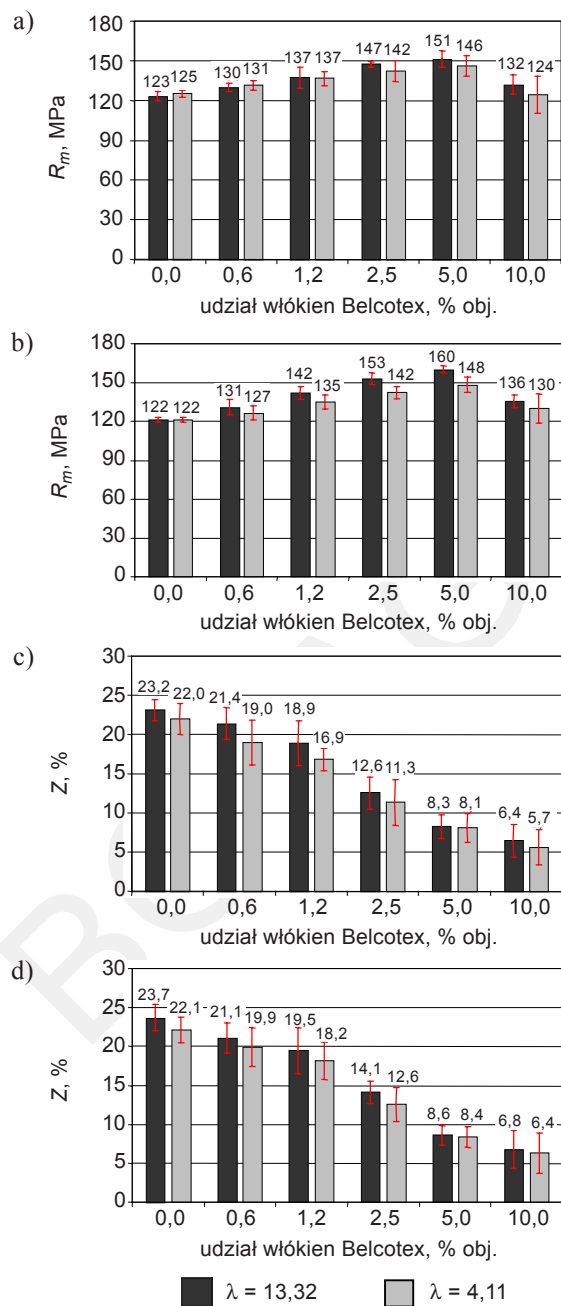 a)
180
150
120
90
60
30
0
R_m, MPa
123 125 130 131 137 137 147 142 151 146 132 124
0,0 0,6 1,2 2,5 5,0 10,0
udział włókien Belcotex, % obj.
b)
180
150
120
90
60
30
0
R_m, MPa
122 122 131 127 142 135 153 142 160 148 136 130
0,0 0,6 1,2 2,5 5,0 10,0
udział włókien Belcotex, % obj.
c)
30
25
20
15
10
5
0
Z, %
23,2 22,0 21,4 19,0 18,9 16,9 12,6 11,3 8,3 8,1 6,4 5,7
0,0 0,6 1,2 2,5 5,0 10,0
udział włókien Belcotex, % obj.
d)
30
25
20
15
10
5
0
Z, %
23,7 22,1 21,1 19,9 19,5 18,2 14,1 12,6 8,6 8,4 6,8 6,4
0,0 0,6 1,2 2,5 5,0 10,0
udział włókien Belcotex, % obj.
λ = 13,32 λ = 4,11